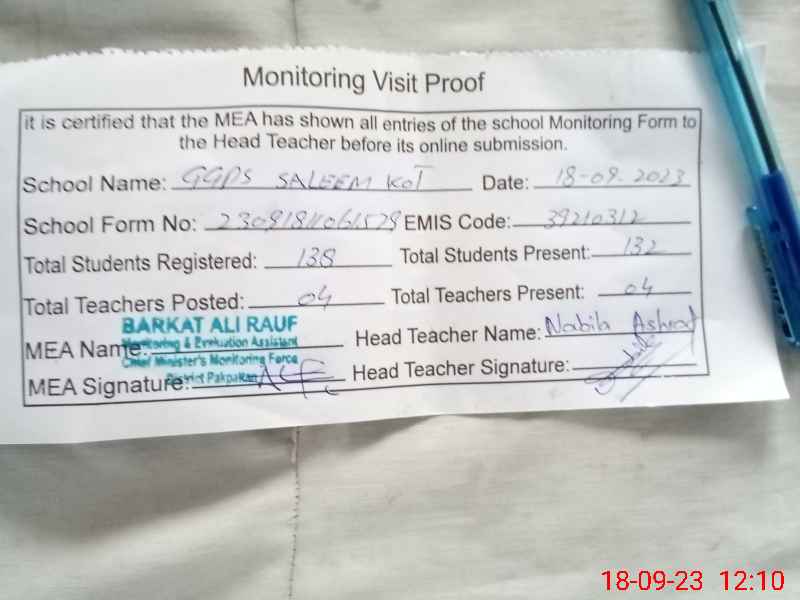 Monitoring Visit Proof
it is certified that the MEA has shown all entries of the school Monitoring Form to
the Head Teacher before its online submission.
School Name: GGPS SALEEM KOT Date: 18-09-2023
School Form No: EMIS Code: 39210312
Total Students Registered: 138 Total Students Present: 132
Total Teachers Posted: 04 Total Teachers Present: 04
BARKAT ALI RAUF
Monitoring & Evaluation Assistant
Chief Minister's Monitoring Force
District Pakpattan
MEA Name: Head Teacher Name: Nabila Ashraf
MEA Signature: Head Teacher Signature:
18-09-23 12:10